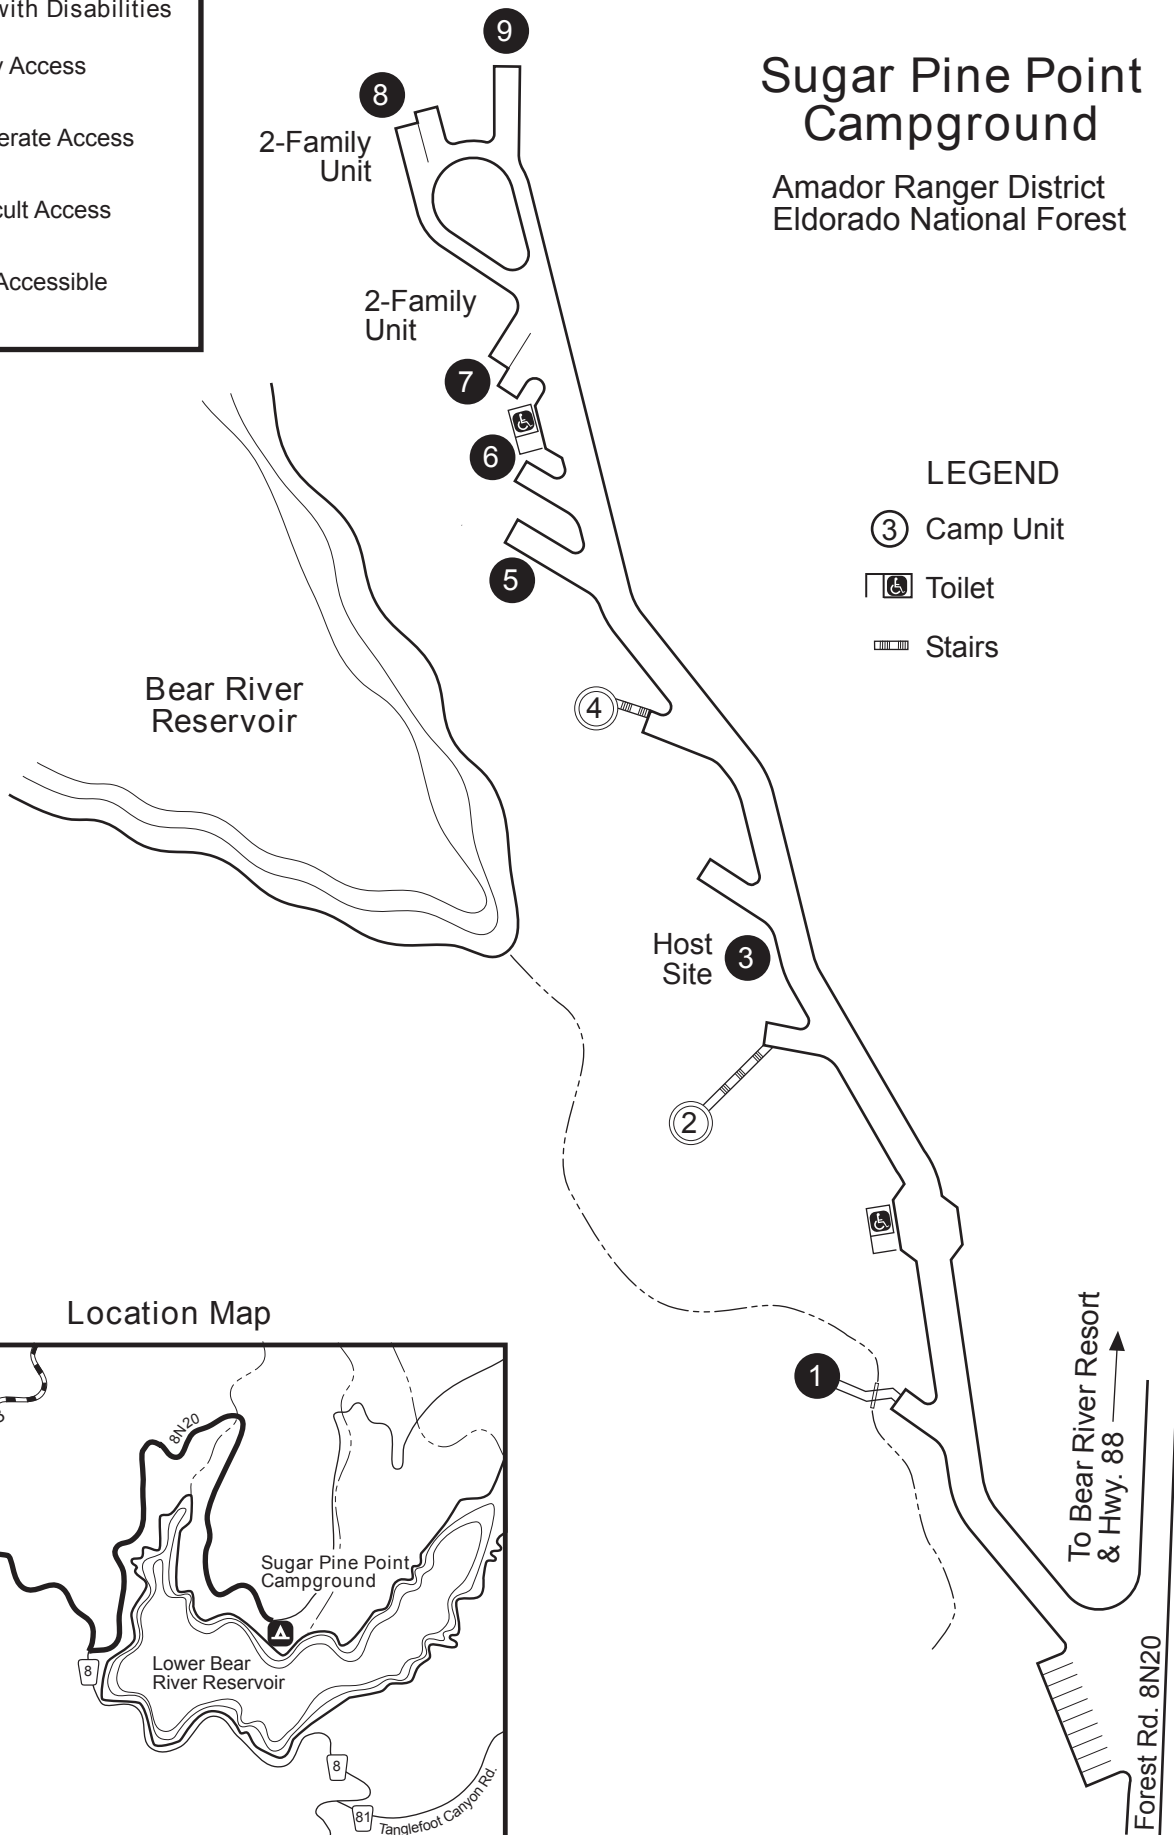 with Disabilities
Access
Access
Access
Accessible
9
8
2-Family
Unit
Sugar Pine Point
Campground
Amador Ranger District
Eldorado National Forest
2-Family
Unit
7
6
5
LEGEND
3 Camp Unit
Toilet
Stairs
Bear River
Reservoir
4
Host
Site
3
2
1
To Bear River Resort
& Hwy. 88
Forest Rd. 8N20
Location Map
8N20
Sugar Pine Point
Campground
Lower Bear
River Reservoir
8
8
81
Tanglefoot Canyon Rd.